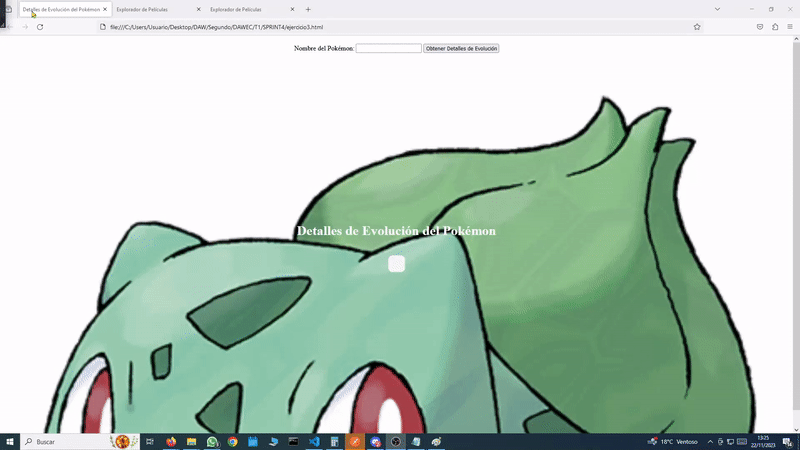 Detalles de Evolución del Pokémon
Explorador de Películas
Explorador de Películas
file:///C:/Users/Usuario/Desktop/DAW/Segundo/DAWEC/T1/SPRINT4/ejercicio3.html
Nombre del Pokémon:
Obtener Detalles de Evolución
Detalles de Evolución del Pokémon
Buscar
18°C Ventoso
13:25
22/11/2023